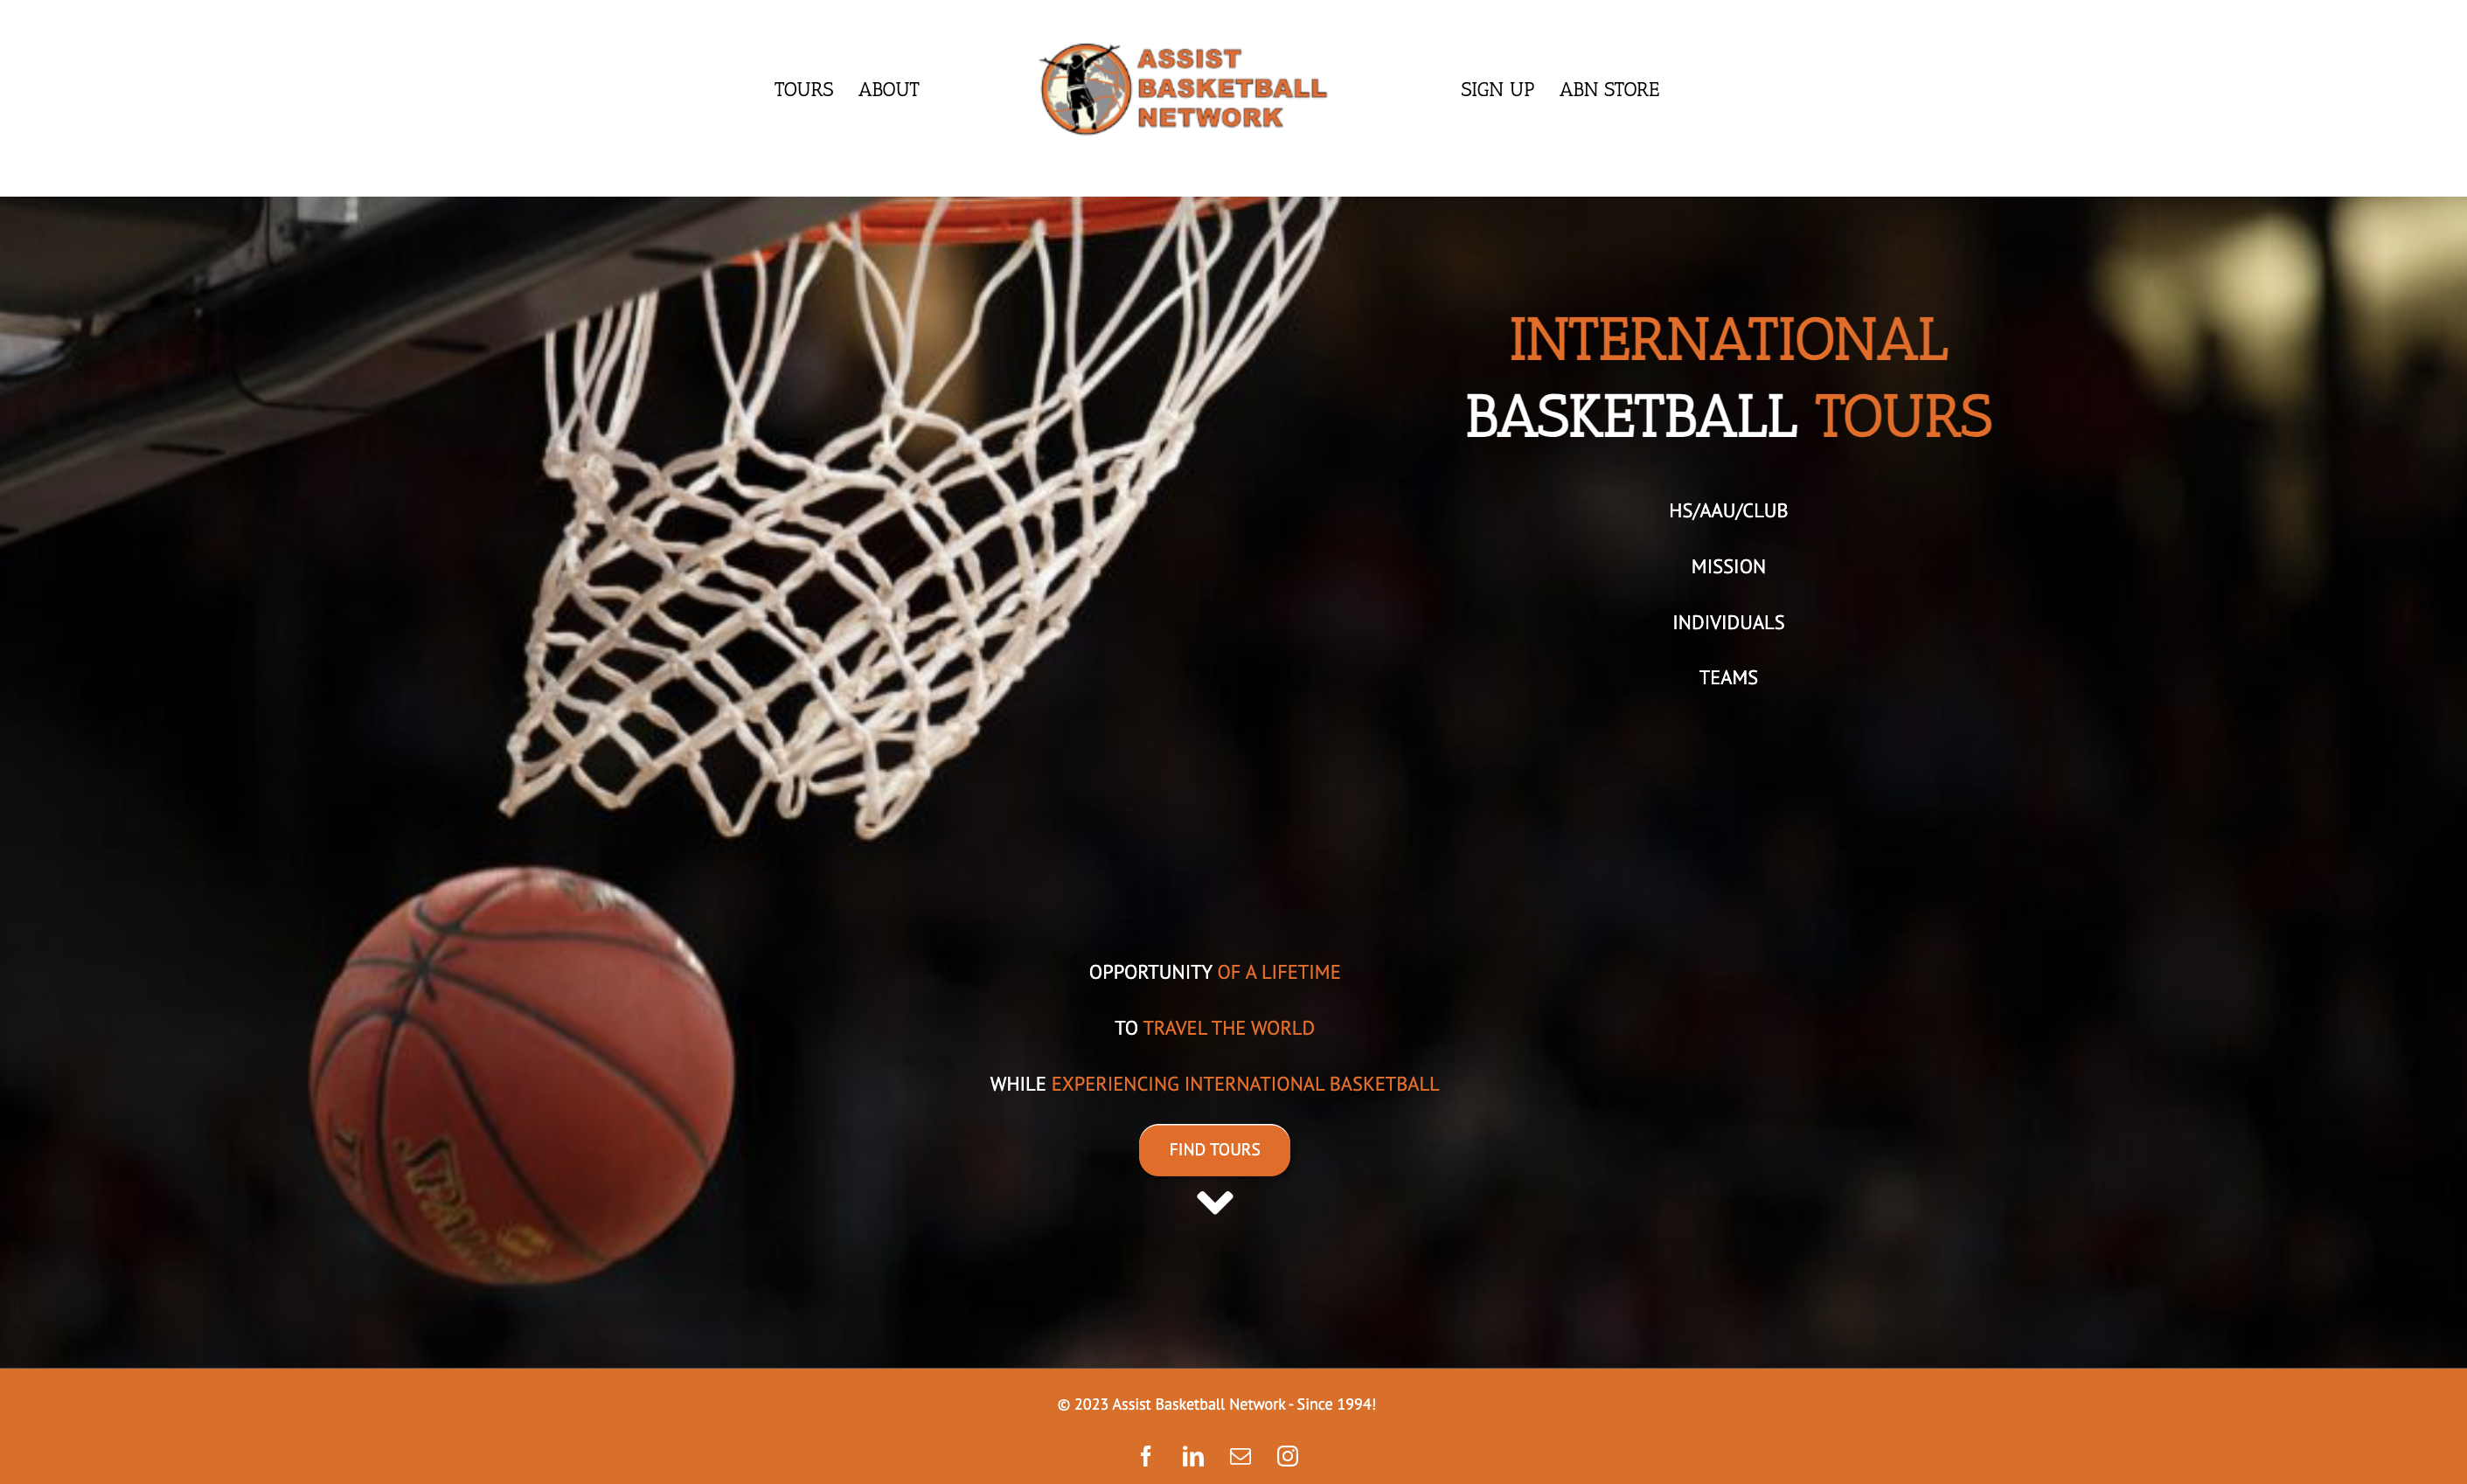 TOURS ABOUT
ASSIST
BASKETBALL
NETWORK
SIGN UP ABN STORE
INTERNATIONAL
BASKETBALL TOURS
HS/AAU/CLUB
MISSION
INDIVIDUALS
TEAMS
OPPORTUNITY OF A LIFETIME
TO TRAVEL THE WORLD
WHILE EXPERIENCING INTERNATIONAL BASKETBALL
FIND TOURS
© 2023 Assist Basketball Network - Since 1994!